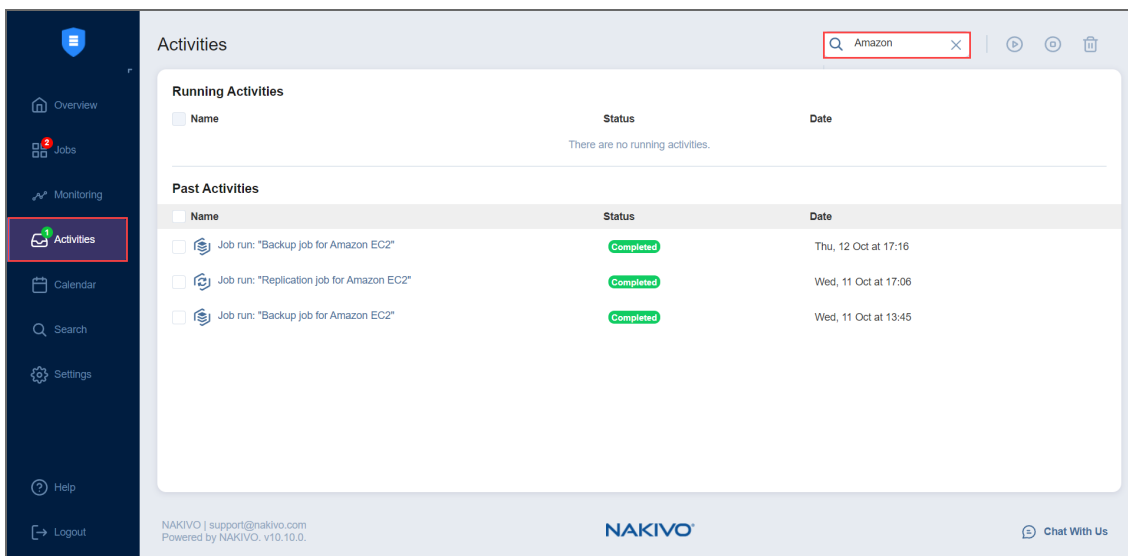 Activities
Amazon
Overview
2
Jobs
Monitoring
1
Activities
Calendar
Search
Settings
Help
Logout
Running Activities
Name Status Date
There are no running activities.
Past Activities
Name Status Date
Job run: "Backup job for Amazon EC2" Completed Thu, 12 Oct at 17:16
Job run: "Replication job for Amazon EC2" Completed Wed, 11 Oct at 17:06
Job run: "Backup job for Amazon EC2" Completed Wed, 11 Oct at 13:45
NAKIVO | support@nakivo.com
Powered by NAKIVO. v10.10.0.
NAKIVO®
Chat With Us